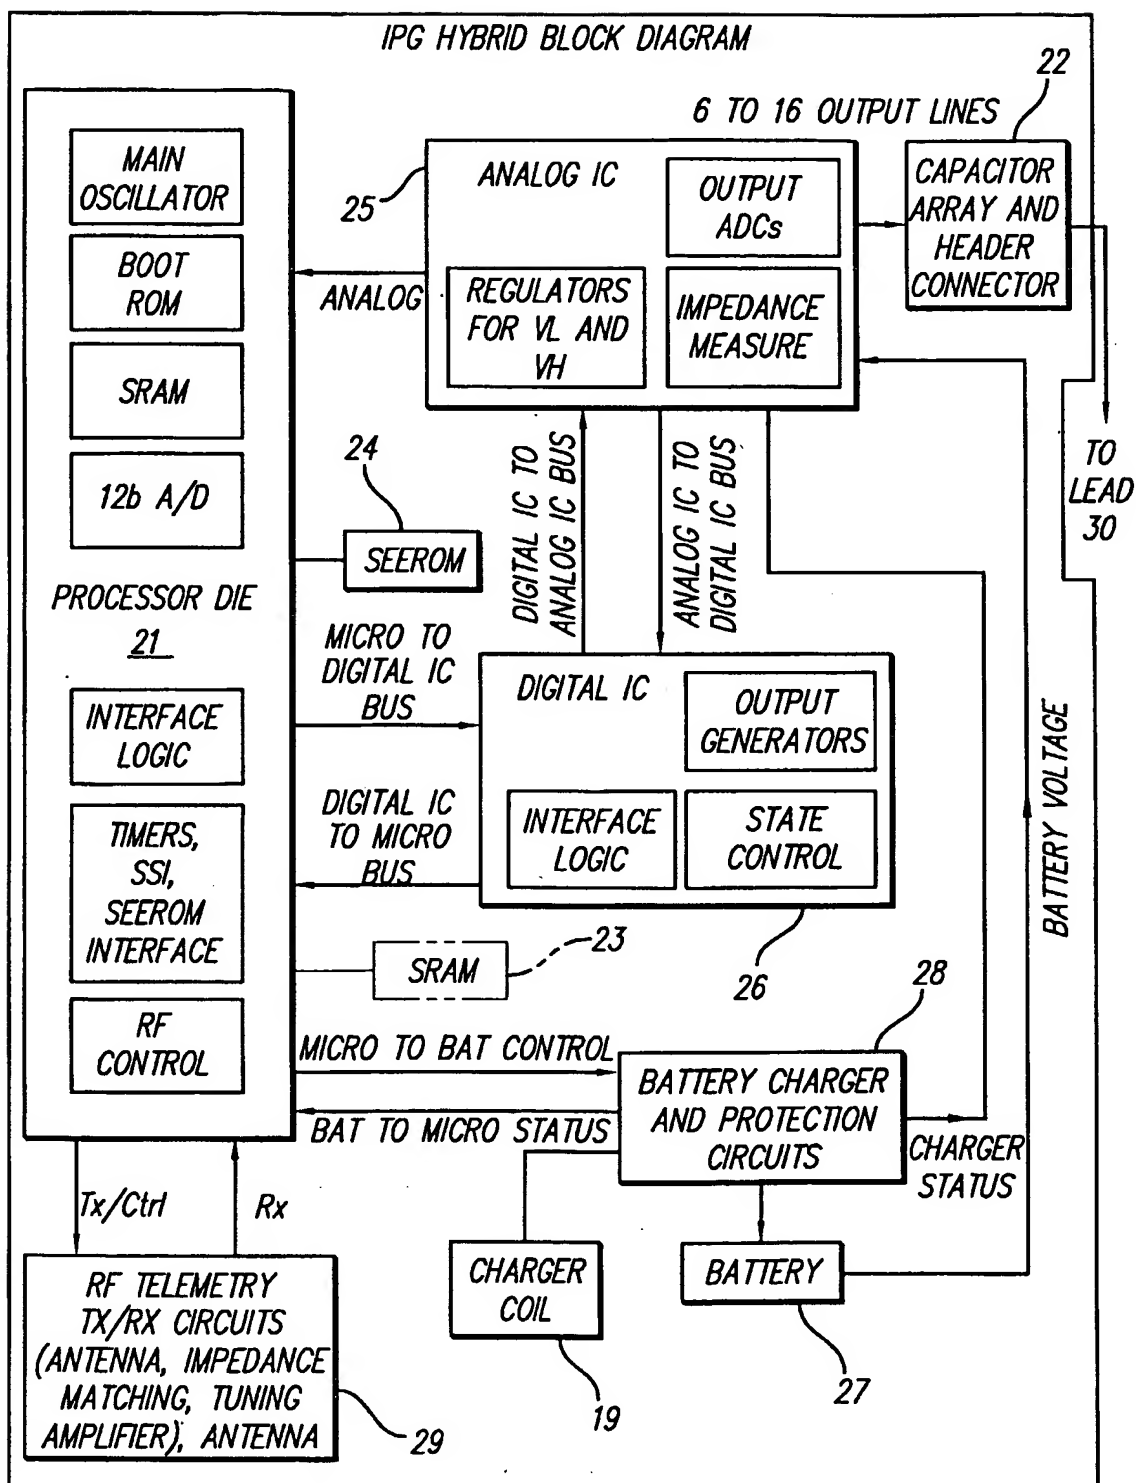 IPG HYBRID BLOCK DIAGRAM
22
6 TO 16 OUTPUT LINES
MAIN
OSCILLATOR
BOOT
ROM
SRAM
12b A/D
PROCESSOR DIE
21
INTERFACE
LOGIC
TIMERS,
SSI,
SEEROM
INTERFACE
RF
CONTROL
25
ANALOG IC
OUTPUT
ADCs
REGULATORS
FOR VL AND
VH
IMPEDANCE
MEASURE
CAPACITOR
ARRAY AND
HEADER
CONNECTOR
ANALOG
24
SEEROM
DIGITAL IC TO
ANALOG IC BUS
ANALOG IC TO
DIGITAL IC BUS
TO
LEAD
30
MICRO TO
DIGITAL IC
BUS
DIGITAL IC
TO MICRO
BUS
DIGITAL IC
OUTPUT
GENERATORS
INTERFACE
LOGIC
STATE
CONTROL
BATTERY VOLTAGE
SRAM
23
26
28
MICRO TO BAT CONTROL
BAT TO MICRO STATUS
BATTERY CHARGER
AND PROTECTION
CIRCUITS
CHARGER
STATUS
Tx/Ctrl
Rx
RF TELEMETRY
TX/RX CIRCUITS
(ANTENNA, IMPEDANCE
MATCHING, TUNING
AMPLIFIER), ANTENNA
29
CHARGER
COIL
19
BATTERY
27